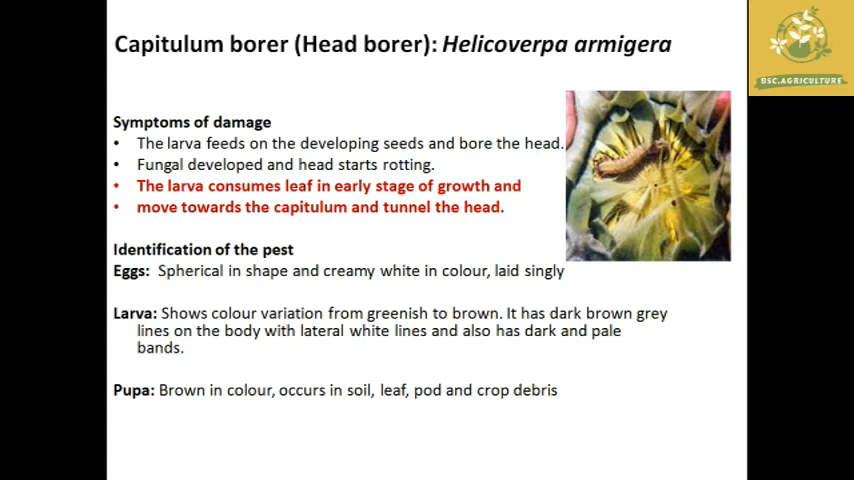 Capitulum borer (Head borer): Helicoverpa armigera
BSC.AGRICULTURE
Symptoms of damage
• The larva feeds on the developing seeds and bore the head.
• Fungal developed and head starts rotting.
• The larva consumes leaf in early stage of growth and
• move towards the capitulum and tunnel the head.
Identification of the pest
Eggs: Spherical in shape and creamy white in colour, laid singly
Larva: Shows colour variation from greenish to brown. It has dark brown grey
lines on the body with lateral white lines and also has dark and pale
bands.
Pupa: Brown in colour, occurs in soil, leaf, pod and crop debris